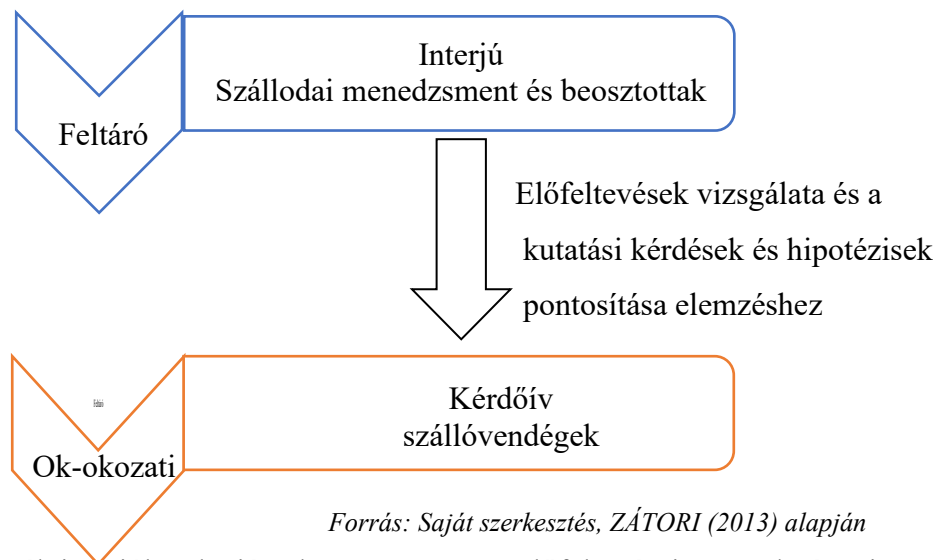 Interjú
Szállodai menedzsment és beosztottak
Feltáró
Előfeltevések vizsgálata és a
kutatási kérdések és hipotézisek
pontosítása elemzéshez
Kérdőív
szállóvendégek
Ok-okozati
Forrás: Saját szerkesztés, ZÁTORI (2013) alapján